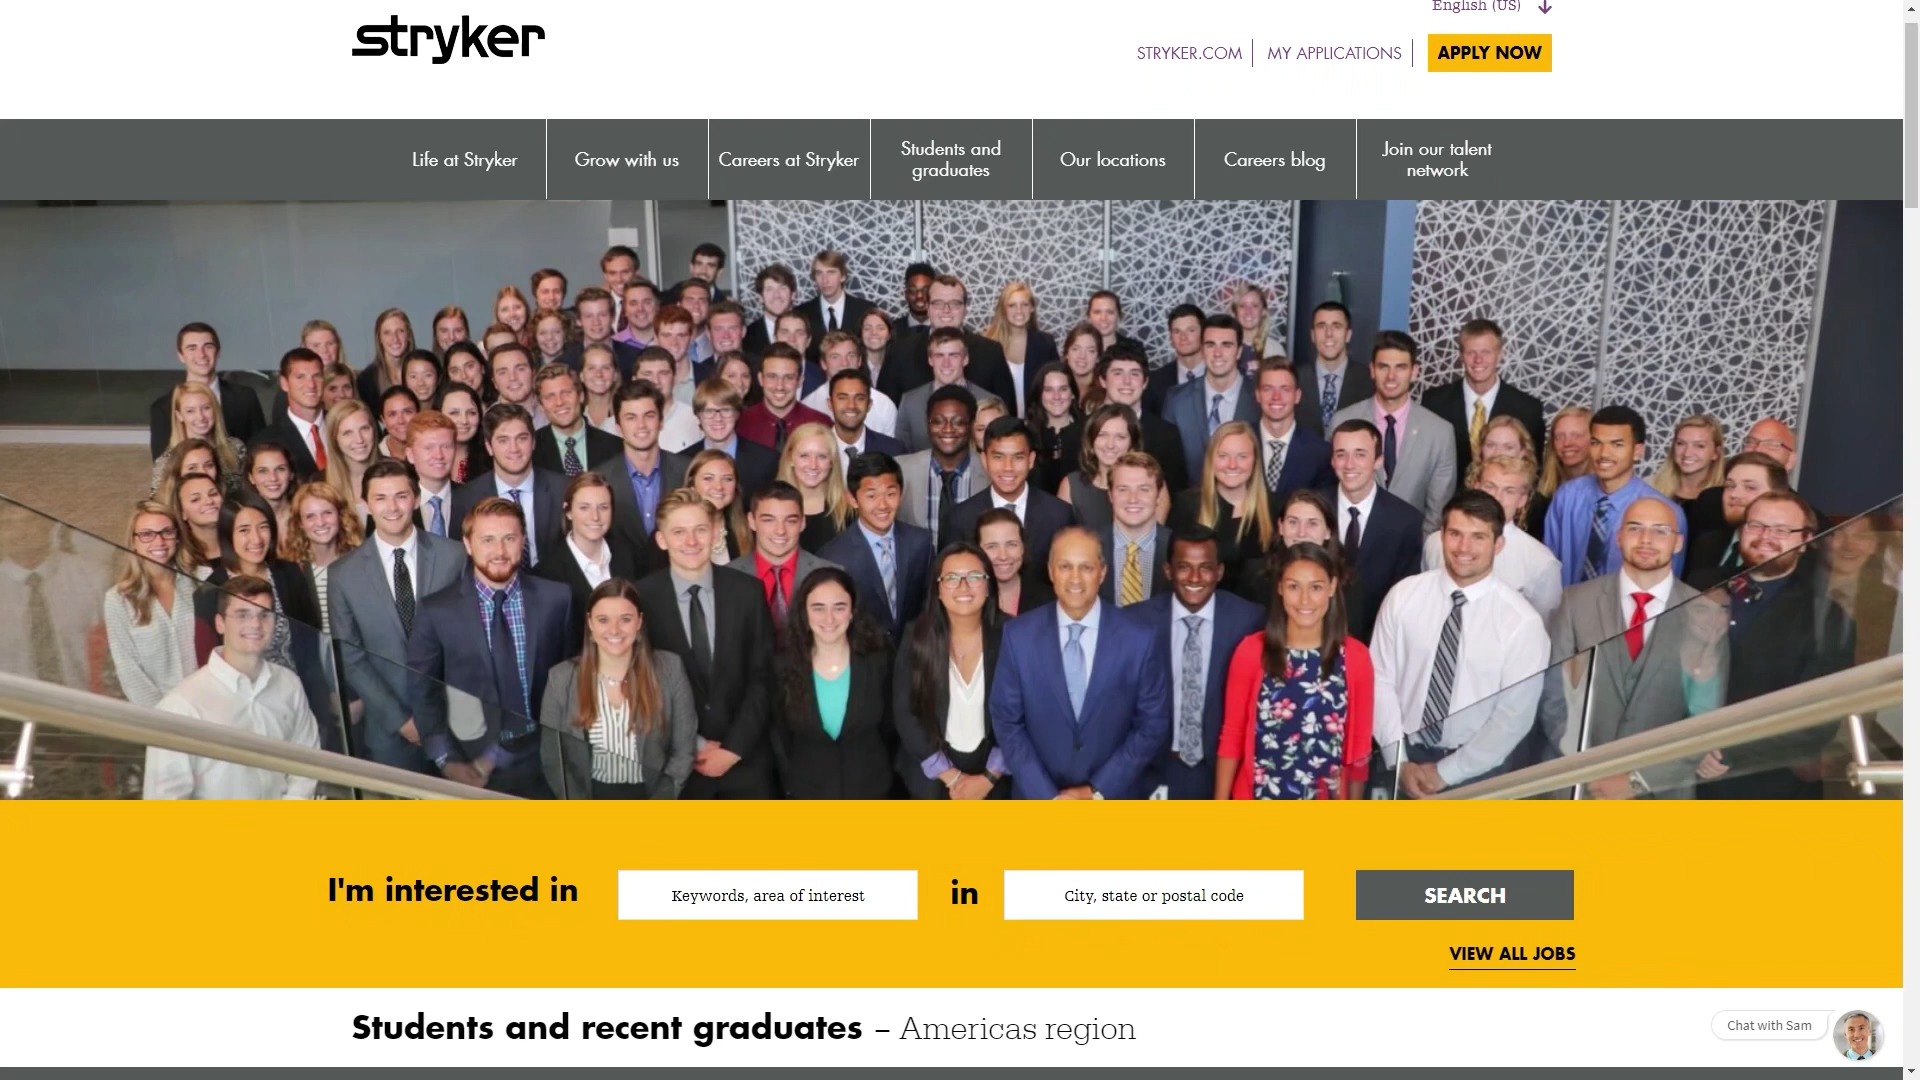 English (US)
stryker
STRYKER.COM
MY APPLICATIONS
APPLY NOW
Life at Stryker
Grow with us
Careers at Stryker
Students and
graduates
Our locations
Careers blog
Join our talent
network
I'm interested in
Keywords, area of interest
in
City, state or postal code
SEARCH
VIEW ALL JOBS
Students and recent graduates – Americas region
Chat with Sam